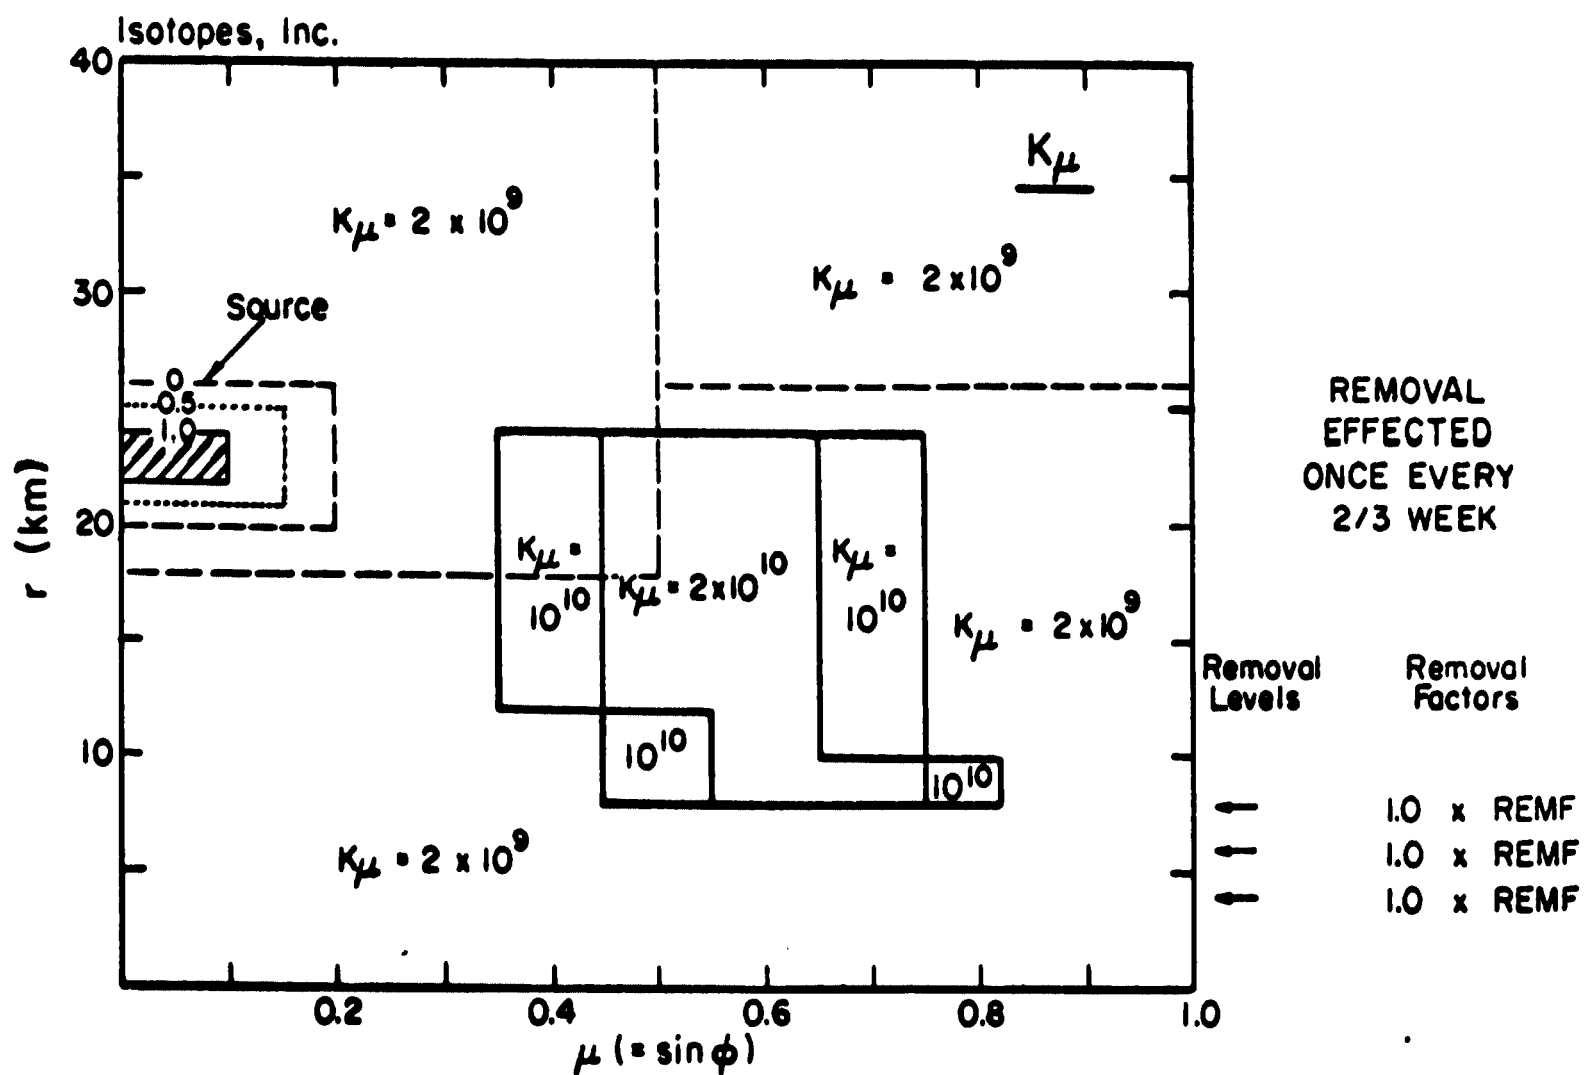 Isotopes, Inc.
40
Kμ
Kμ = 2 x 10⁹
Kμ = 2 x 10⁹
30
Source
0
0.5
1.0
REMOVAL
EFFECTED
ONCE EVERY
2/3 WEEK
r (km)
20
Kμ =
10¹⁰
Kμ = 2 x 10¹⁰
Kμ =
10¹⁰
Kμ = 2 x 10⁹
Removal
Levels
Removal
Factors
10
10¹⁰
10¹⁰
← 1.0 x REMF
← 1.0 x REMF
← 1.0 x REMF
Kμ = 2 x 10⁹
0.2 0.4 0.6 0.8 1.0
μ (= sin ϕ)